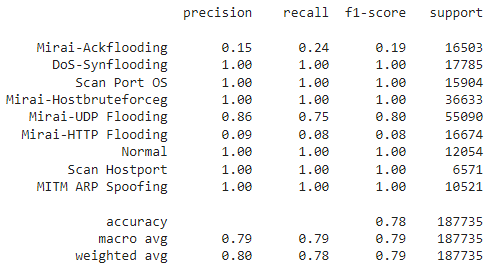 precision recall f1-score support
Mirai-Ackflooding 0.15 0.24 0.19 16503
DoS-Synflooding 1.00 1.00 1.00 17785
Scan Port OS 1.00 1.00 1.00 15904
Mirai-Hostbruteforceg 1.00 1.00 1.00 36633
Mirai-UDP Flooding 0.86 0.75 0.80 55090
Mirai-HTTP Flooding 0.09 0.08 0.08 16674
Normal 1.00 1.00 1.00 12054
Scan Hostport 1.00 1.00 1.00 6571
MITM ARP Spoofing 1.00 1.00 1.00 10521
accuracy 0.78 187735
macro avg 0.79 0.79 0.79 187735
weighted avg 0.80 0.78 0.79 187735